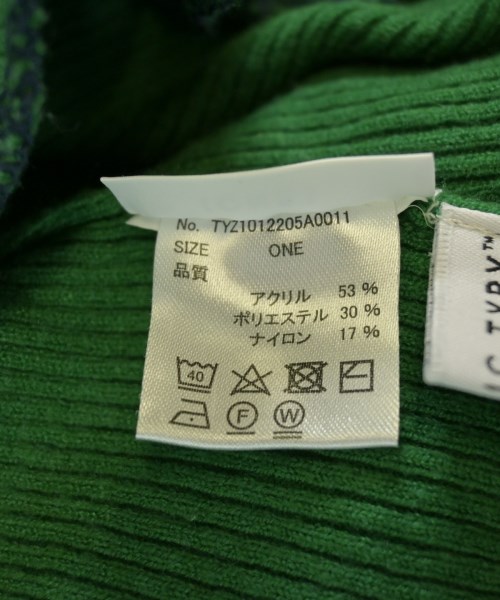 No. TYZ1012205A0011
SIZE ONE
品質
アクリル 53 %
ポリエステル 30 %
ナイロン 17 %
40
F W